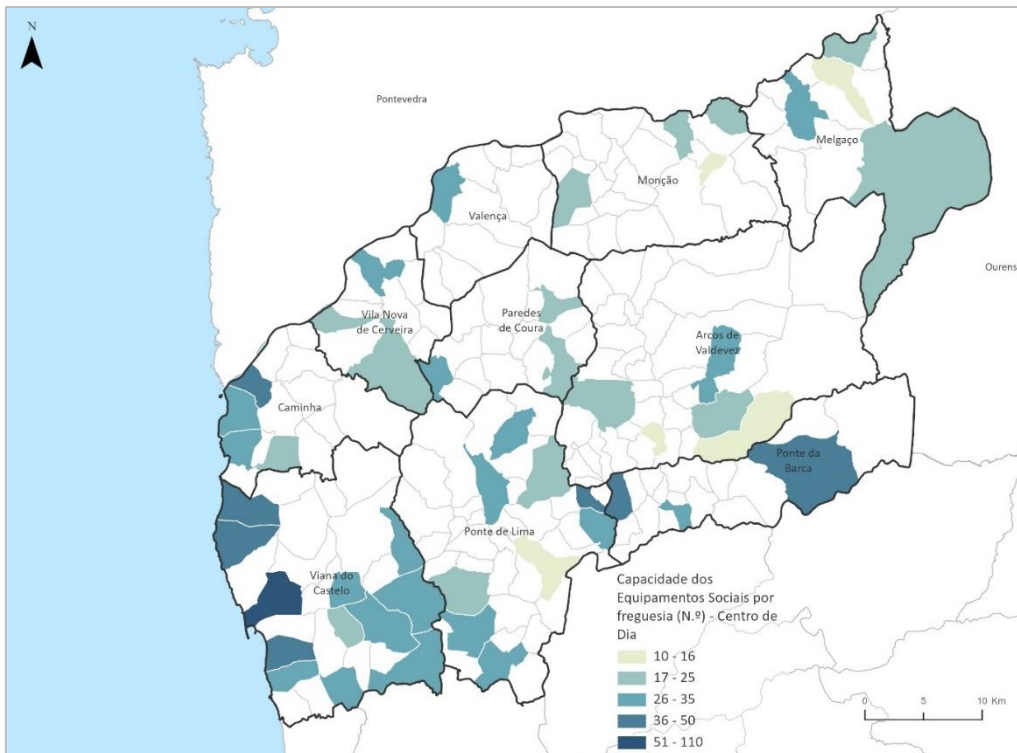 N
Pontevedra
Melgaço
Monção
Valença
Ourens
Vila Nova
de Cerveira
Paredes
de Coura
Arcos de
Valdevez
Caminha
Ponte da
Barca
Ponte de Lima
Viana do
Castelo
Capacidade dos
Equipamentos Sociais por
freguesia (N.º) - Centro de
Dia
10 - 16
17 - 25
26 - 35
36 - 50
51 - 110
0 5 10 Km